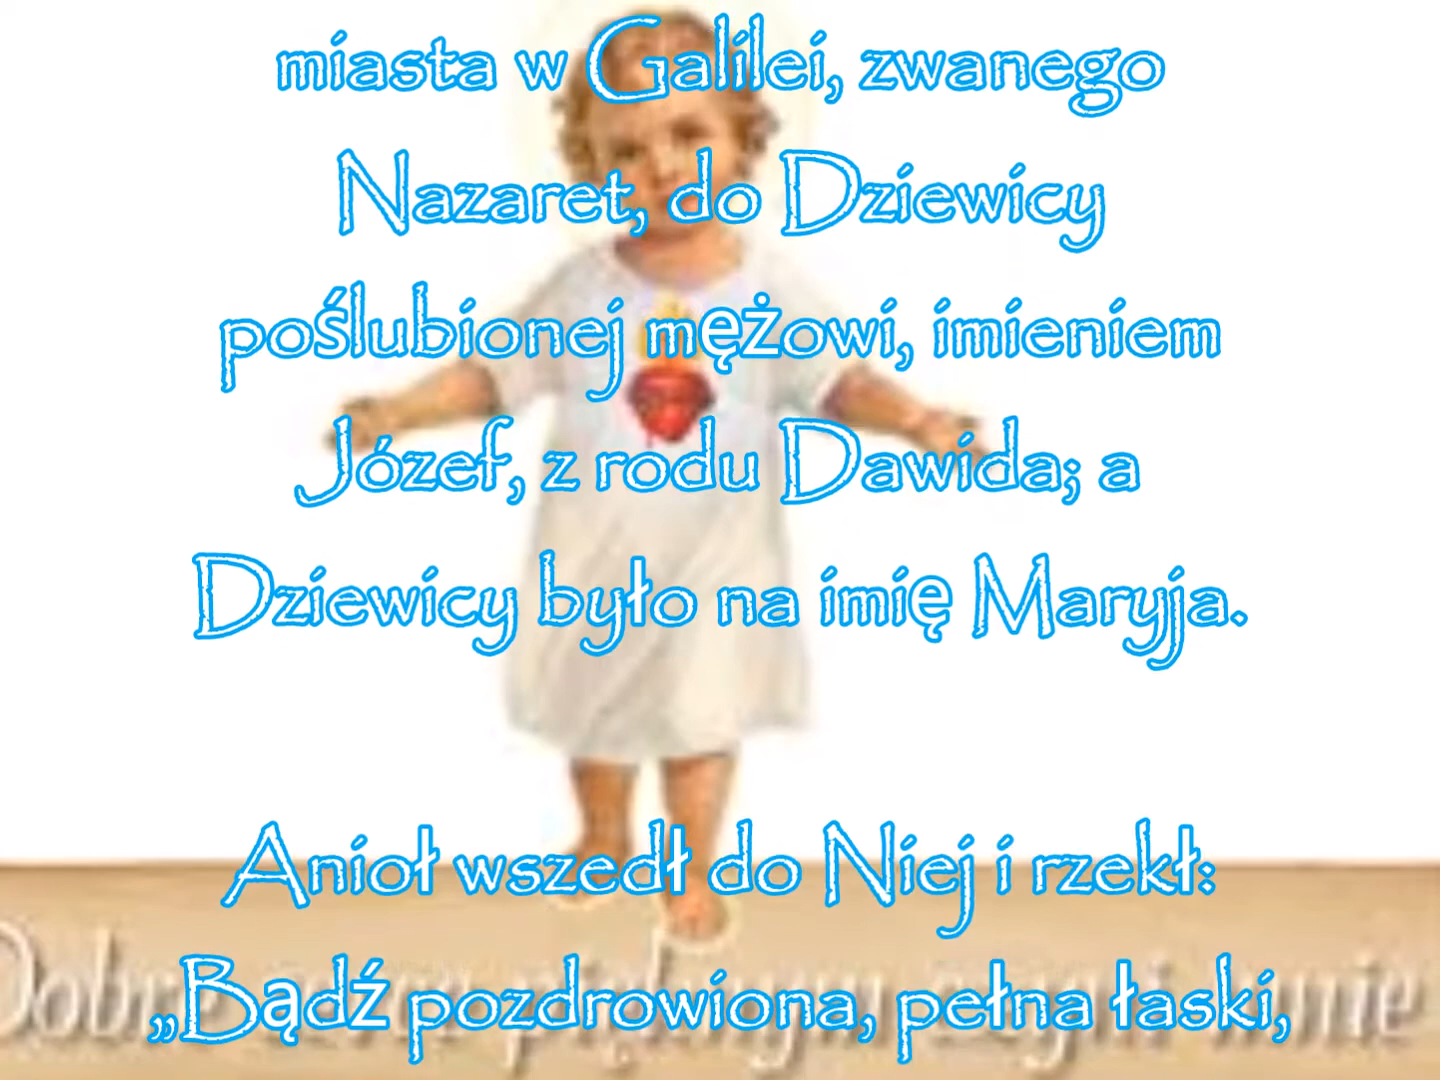 miasta w Galilei, zwanego
Nazaret, do Dziewicy
poślubionej mężowi, imieniem
Józef, z rodu Dawida; a
Dziewicy było na imię Maryja.
Anioł wszedł do Niej i rzekł:
„Bądź pozdrowiona, pełna łaski,